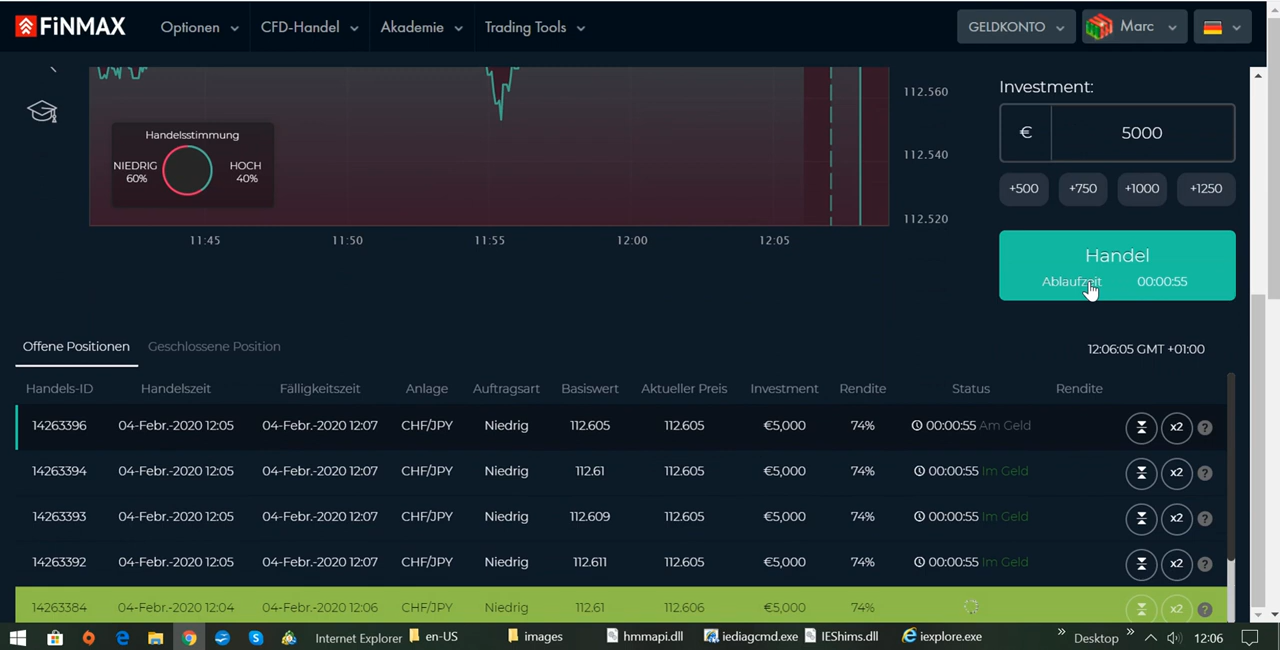 FiNMAX Optionen CFD-Handel Akademie Trading Tools GELDKONTO Marc
Investment:
€ 5000
+500 +750 +1000 +1250
Handel
Ablaufzeit 00:00:55
112.560
112.540
112.520
Handelsstimmung
NIEDRIG HOCH
60% 40%
11:45 11:50 11:55 12:00 12:05
Offene Positionen Geschlossene Position 12:06:05 GMT +01:00
Handels-ID Handelszeit Fälligkeitszeit Anlage Auftragsart Basiswert Aktueller Preis Investment Rendite Status Rendite
14263396 04-Febr.-2020 12:05 04-Febr.-2020 12:07 CHF/JPY Niedrig 112.605 112.605 €5,000 74% 00:00:55 Am Geld x2 ?
14263394 04-Febr.-2020 12:05 04-Febr.-2020 12:07 CHF/JPY Niedrig 112.61 112.605 €5,000 74% 00:00:55 Im Geld x2 ?
14263393 04-Febr.-2020 12:05 04-Febr.-2020 12:07 CHF/JPY Niedrig 112.609 112.605 €5,000 74% 00:00:55 Im Geld x2 ?
14263392 04-Febr.-2020 12:05 04-Febr.-2020 12:07 CHF/JPY Niedrig 112.611 112.605 €5,000 74% 00:00:55 Im Geld x2 ?
14263384 04-Febr.-2020 12:04 04-Febr.-2020 12:06 CHF/JPY Niedrig 112.61 112.606 €5,000 74% x2 ?
Internet Explorer en-US images hmmapi.dll iediagcmd.exe IEShims.dll iexplore.exe » Desktop » 12:06